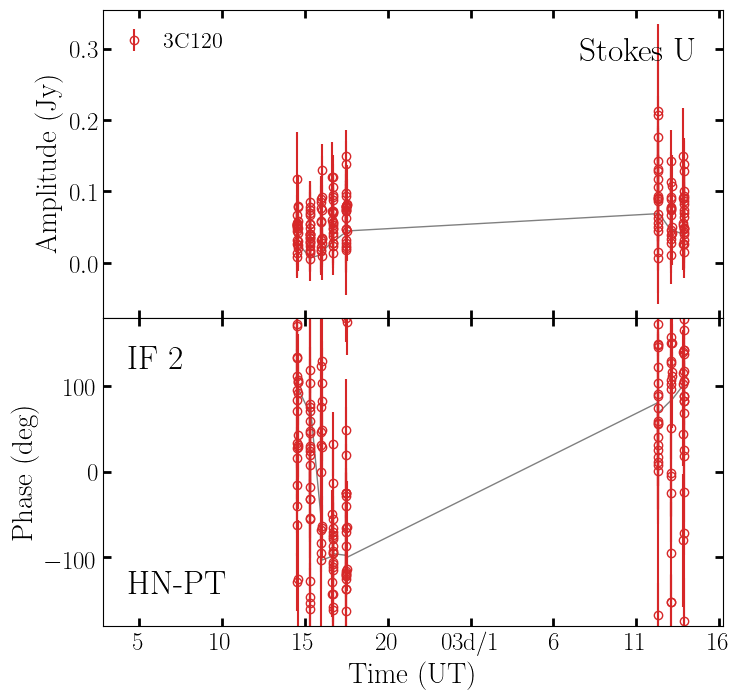 3C120
Stokes U
0.3
0.2
0.1
0.0
Amplitude (Jy)
IF 2
100
0
−100
Phase (deg)
HN-PT
5 10 15 20 03d/1 6 11 16
Time (UT)